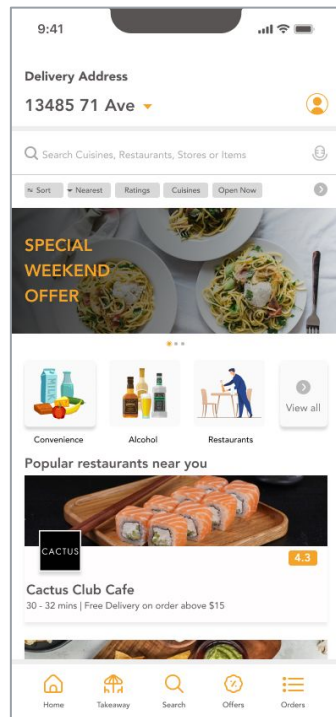 9:41
Delivery Address
13485 71 Ave
Search Cuisines, Restaurants, Stores or Items
Sort Nearest Ratings Cuisines Open Now
SPECIAL
WEEKEND
OFFER
MILK
View all
Convenience Alcohol Restaurants
Popular restaurants near you
CACTUS
4.3
Cactus Club Cafe
30 - 32 mins | Free Delivery on order above $15
Home Takeaway Search Offers Orders